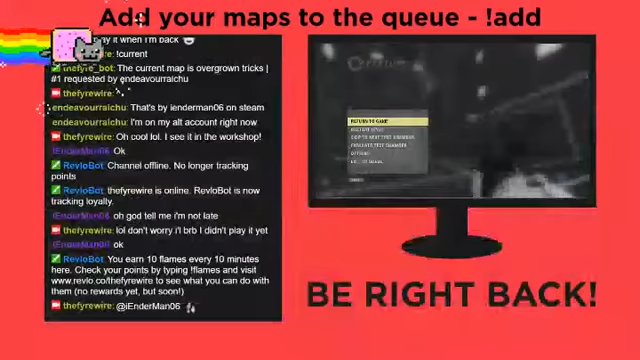 Add your maps to the queue - !add
play it when i'm back
!current
thefyre_bot: The current map is overgrown tricks |
#1 requested by endeavourraichu
thefyrewire:
endeavourraichu: That's by ienderman06 on steam
endeavourraichu: I'm on my alt account right now
thefyrewire: Oh cool lol. I see it in the workshop!
iEnderMan06: Ok
RevloBot: Channel offline. No longer tracking
points
RevloBot: thefyrewire is online. RevloBot is now
tracking loyalty.
iEnderMan06: oh god tell me i'm not late
thefyrewire: lol don't worry i'l brb I didn't play it yet
iEnderMan06: ok
RevloBot: You earn 10 flames every 10 minutes
here. Check your points by typing !flames and visit
www.revlo.co/thefyrewire to see what you can do with
them (no rewards yet, but soon!)
thefyrewire: @iEnderMan06
RETURN TO GAME
BE RIGHT BACK!